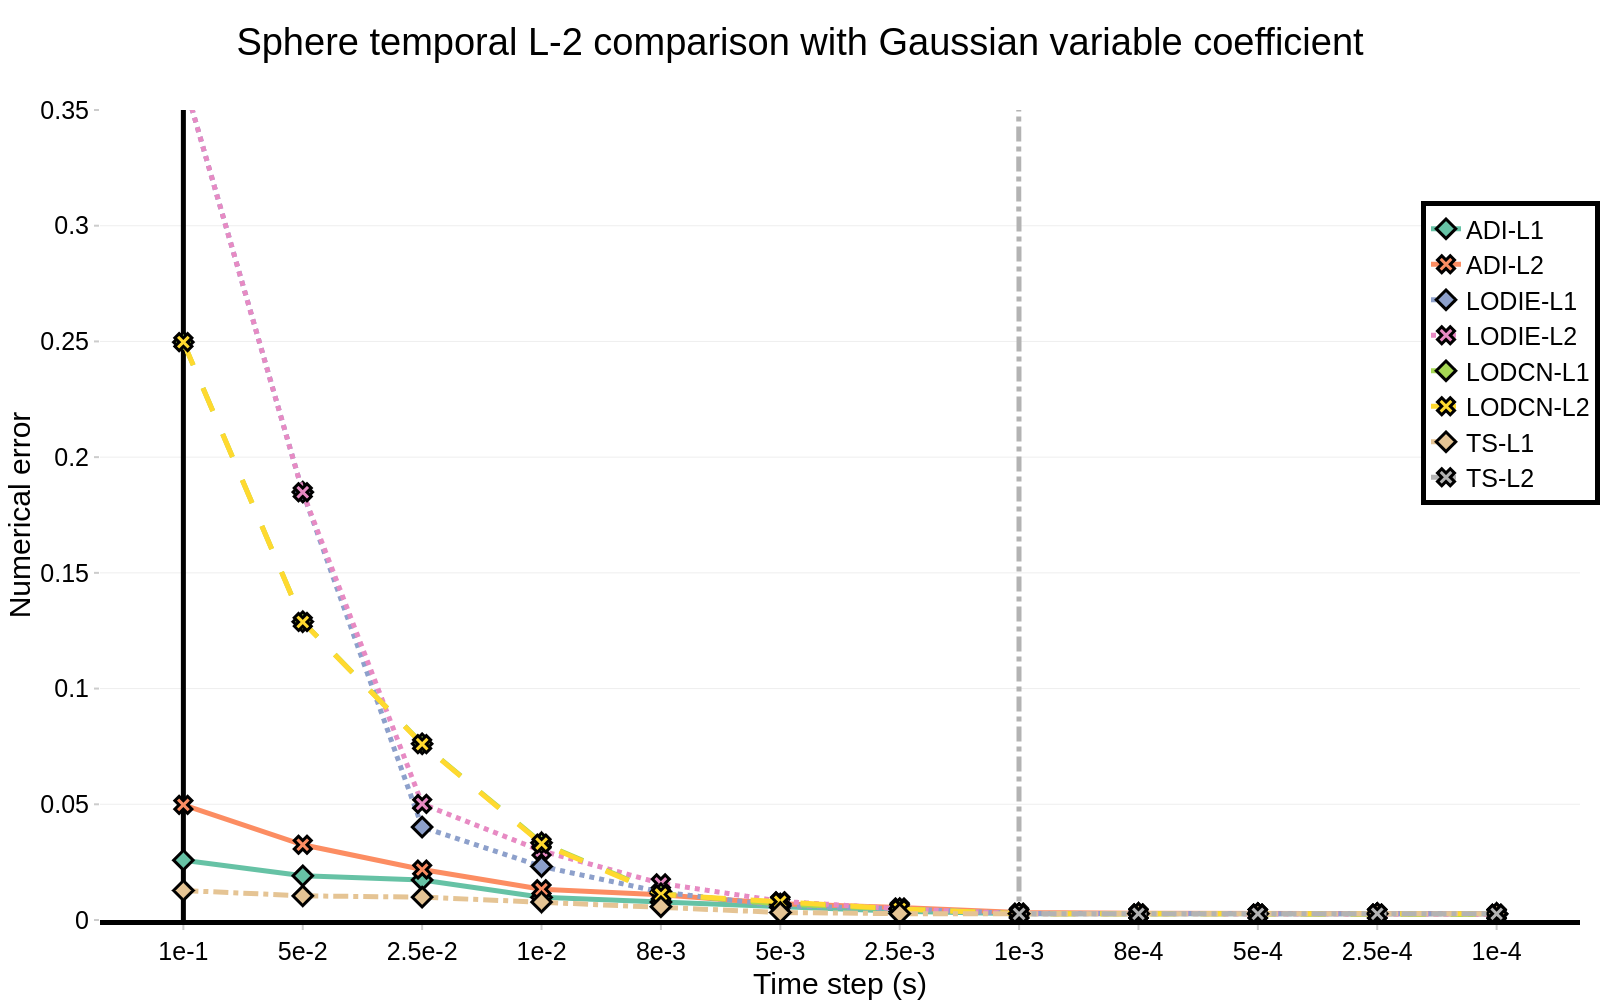 Sphere temporal L-2 comparison with Gaussian variable coefficient
0.35
0.3
0.25
0.2
0.15
0.1
0.05
0
Numerical error
ADI-L1
ADI-L2
LODIE-L1
LODIE-L2
LODCN-L1
LODCN-L2
TS-L1
TS-L2
1e-1 5e-2 2.5e-2 1e-2 8e-3 5e-3 2.5e-3 1e-3 8e-4 5e-4 2.5e-4 1e-4
Time step (s)